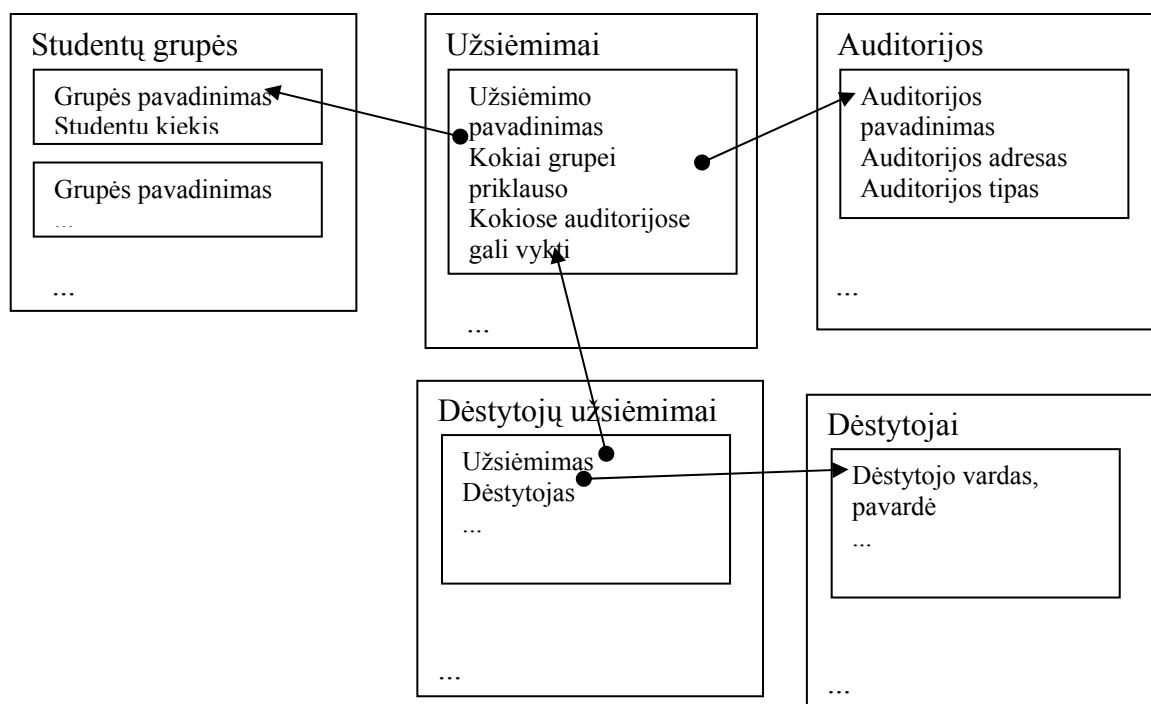 Studentų grupės
Grupės pavadinimas
Studentu kiekis
Grupės pavadinimas
...
...
Užsiėmimai
Užsiėmimo
pavadinimas
Kokiai grupei
priklauso
Kokiose auditorijose
gali vykti
...
Auditorijos
Auditorijos
pavadinimas
Auditorijos adresas
Auditorijos tipas
...
Dėstytojų užsiėmimai
Užsiėmimas
Dėstytojas
...
...
Dėstytojai
Dėstytojo vardas,
pavardė
...
...